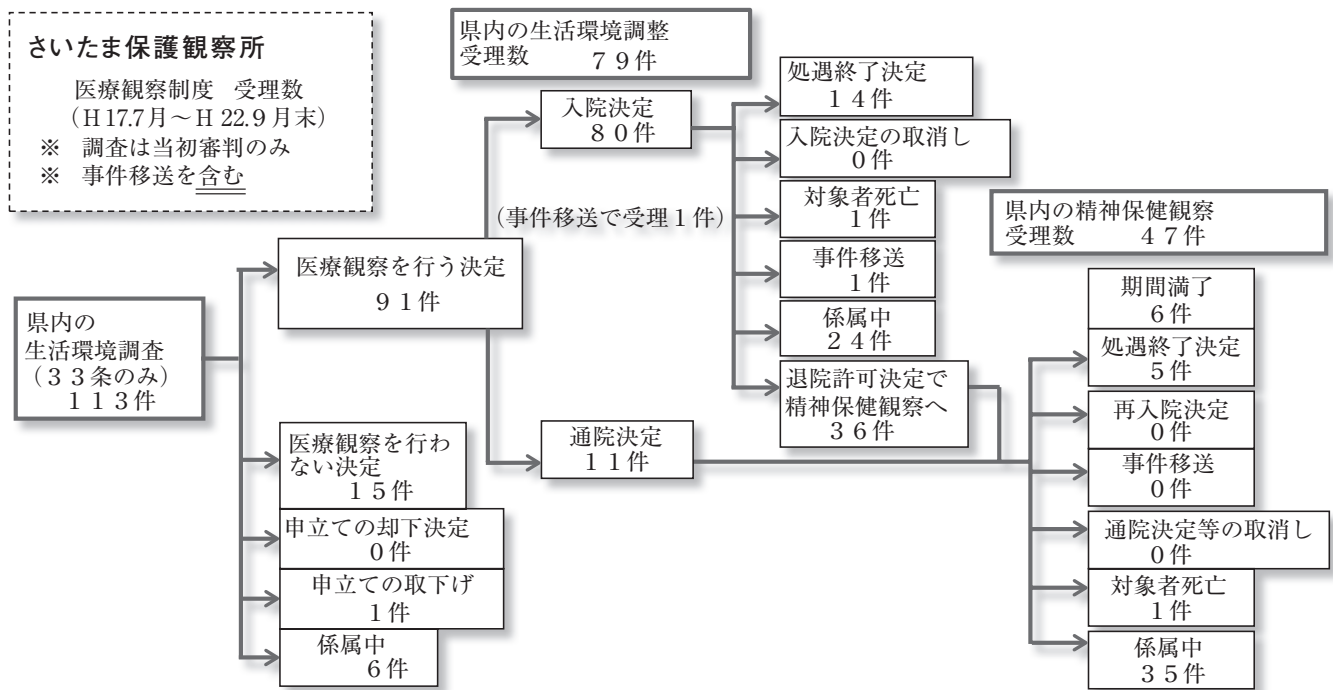 さいたま保護観察所
医療観察制度 受理数
（H17.7月～H22.9月末）
※ 調査は当初審判のみ
※ 事件移送を含む
県内の
生活環境調査
（３３条のみ）
１１３件
医療観察を行う決定
９１件
医療観察を行わ
ない決定
１５件
申立ての却下決定
０件
申立ての取下げ
１件
係属中
６件
県内の生活環境調整
受理数 ７９件
入院決定
８０件
（事件移送で受理１件）
通院決定
１１件
処遇終了決定
１４件
入院決定の取消し
０件
対象者死亡
１件
事件移送
１件
係属中
２４件
退院許可決定で
精神保健観察へ
３６件
県内の精神保健観察
受理数 ４７件
期間満了
６件
処遇終了決定
５件
再入院決定
０件
事件移送
０件
通院決定等の取消し
０件
対象者死亡
１件
係属中
３５件